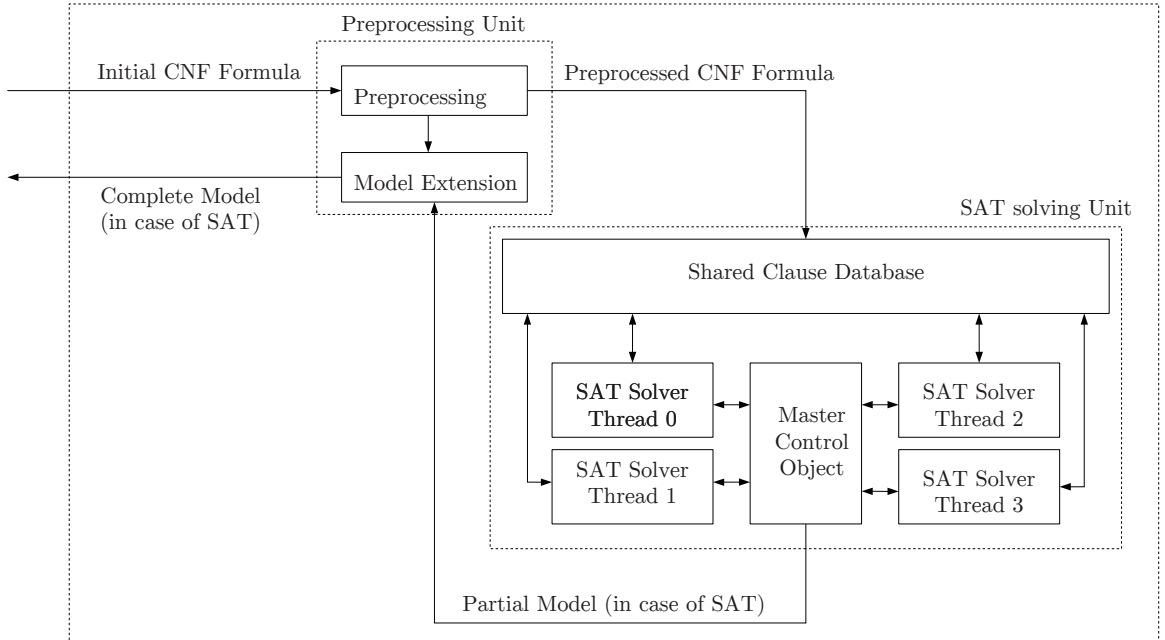 Preprocessing Unit
Initial CNF Formula
Preprocessing
Preprocessed CNF Formula
Model Extension
Complete Model
(in case of SAT)
SAT solving Unit
Shared Clause Database
SAT Solver
Thread 0
SAT Solver
Thread 1
Master
Control
Object
SAT Solver
Thread 2
SAT Solver
Thread 3
Partial Model (in case of SAT)